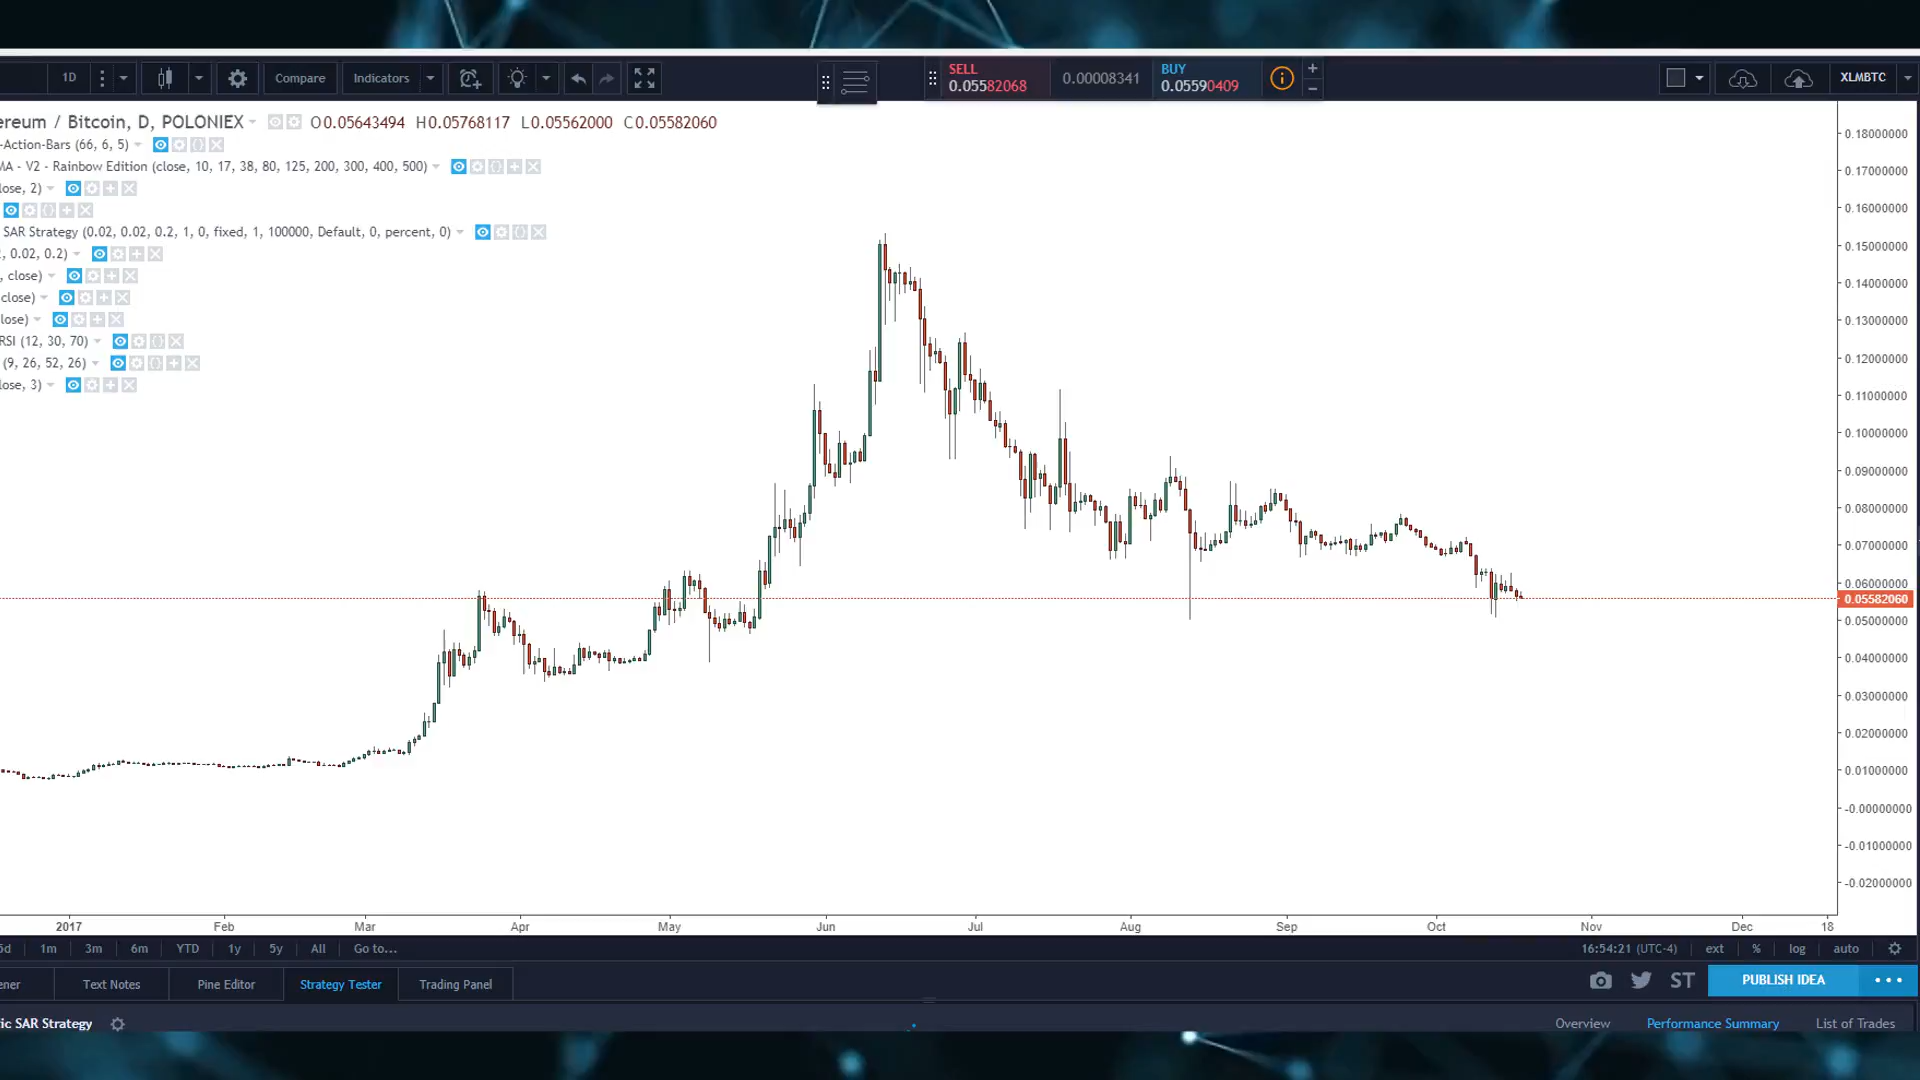 1D Compare Indicators SELL 0.05582068 0.00008341 BUY 0.05590409 XLMBTC
ereum / Bitcoin, D, POLONIEX O0.05643494 H0.05768117 L0.05562000 C0.05582060
-Action-Bars (66, 6, 5)
MA - V2 - Rainbow Edition (close, 10, 17, 38, 80, 125, 200, 300, 400, 500)
lose, 2)
SAR Strategy (0.02, 0.02, 0.2, 1, 0, fixed, 1, 100000, Default, 0, percent, 0)
, 0.02, 0.2)
, close)
close)
lose)
RSI (12, 30, 70)
(9, 26, 52, 26)
lose, 3)
0.18000000
0.17000000
0.16000000
0.15000000
0.14000000
0.13000000
0.12000000
0.11000000
0.10000000
0.09000000
0.08000000
0.07000000
0.06000000
0.05582060
0.05000000
0.04000000
0.03000000
0.02000000
0.01000000
-0.00000000
-0.01000000
-0.02000000
2017 Feb Mar Apr May Jun Jul Aug Sep Oct Nov Dec 18
5d 1m 3m 6m YTD 1y 5y All Go to... 16:54:21 (UTC-4) ext % log auto
ener Text Notes Pine Editor Strategy Tester Trading Panel ST PUBLISH IDEA
ic SAR Strategy Overview Performance Summary List of Trades